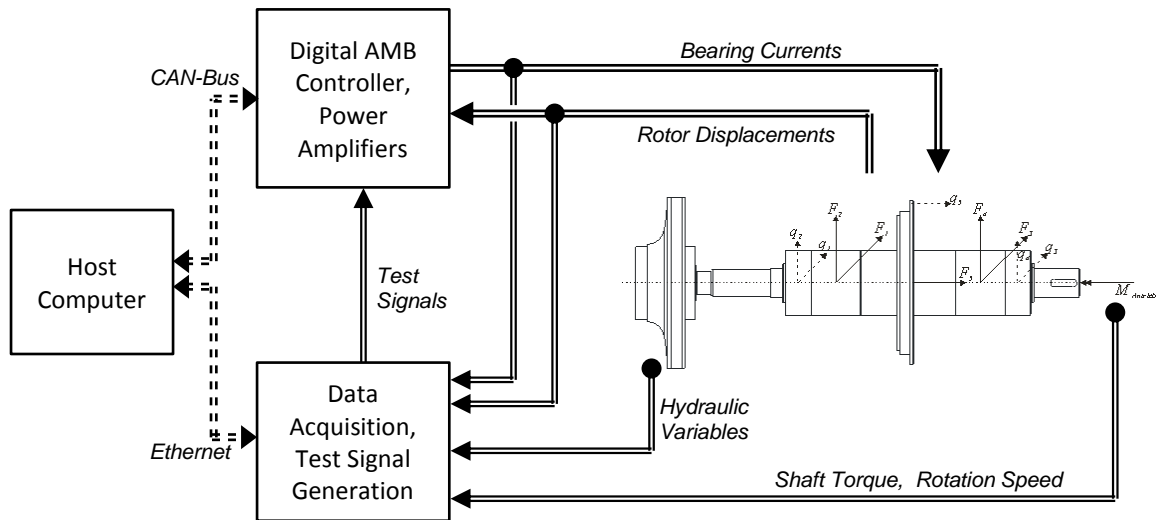 Digital AMB
Controller,
Power
Amplifiers
Bearing Currents
CAN-Bus
Rotor Displacements
Host
Computer
Test
Signals
q5
F2
F1
q2
q1
F4
F3
q4
q3
F5
M Antrieb
Data
Acquisition,
Test Signal
Generation
Hydraulic
Variables
Ethernet
Shaft Torque, Rotation Speed